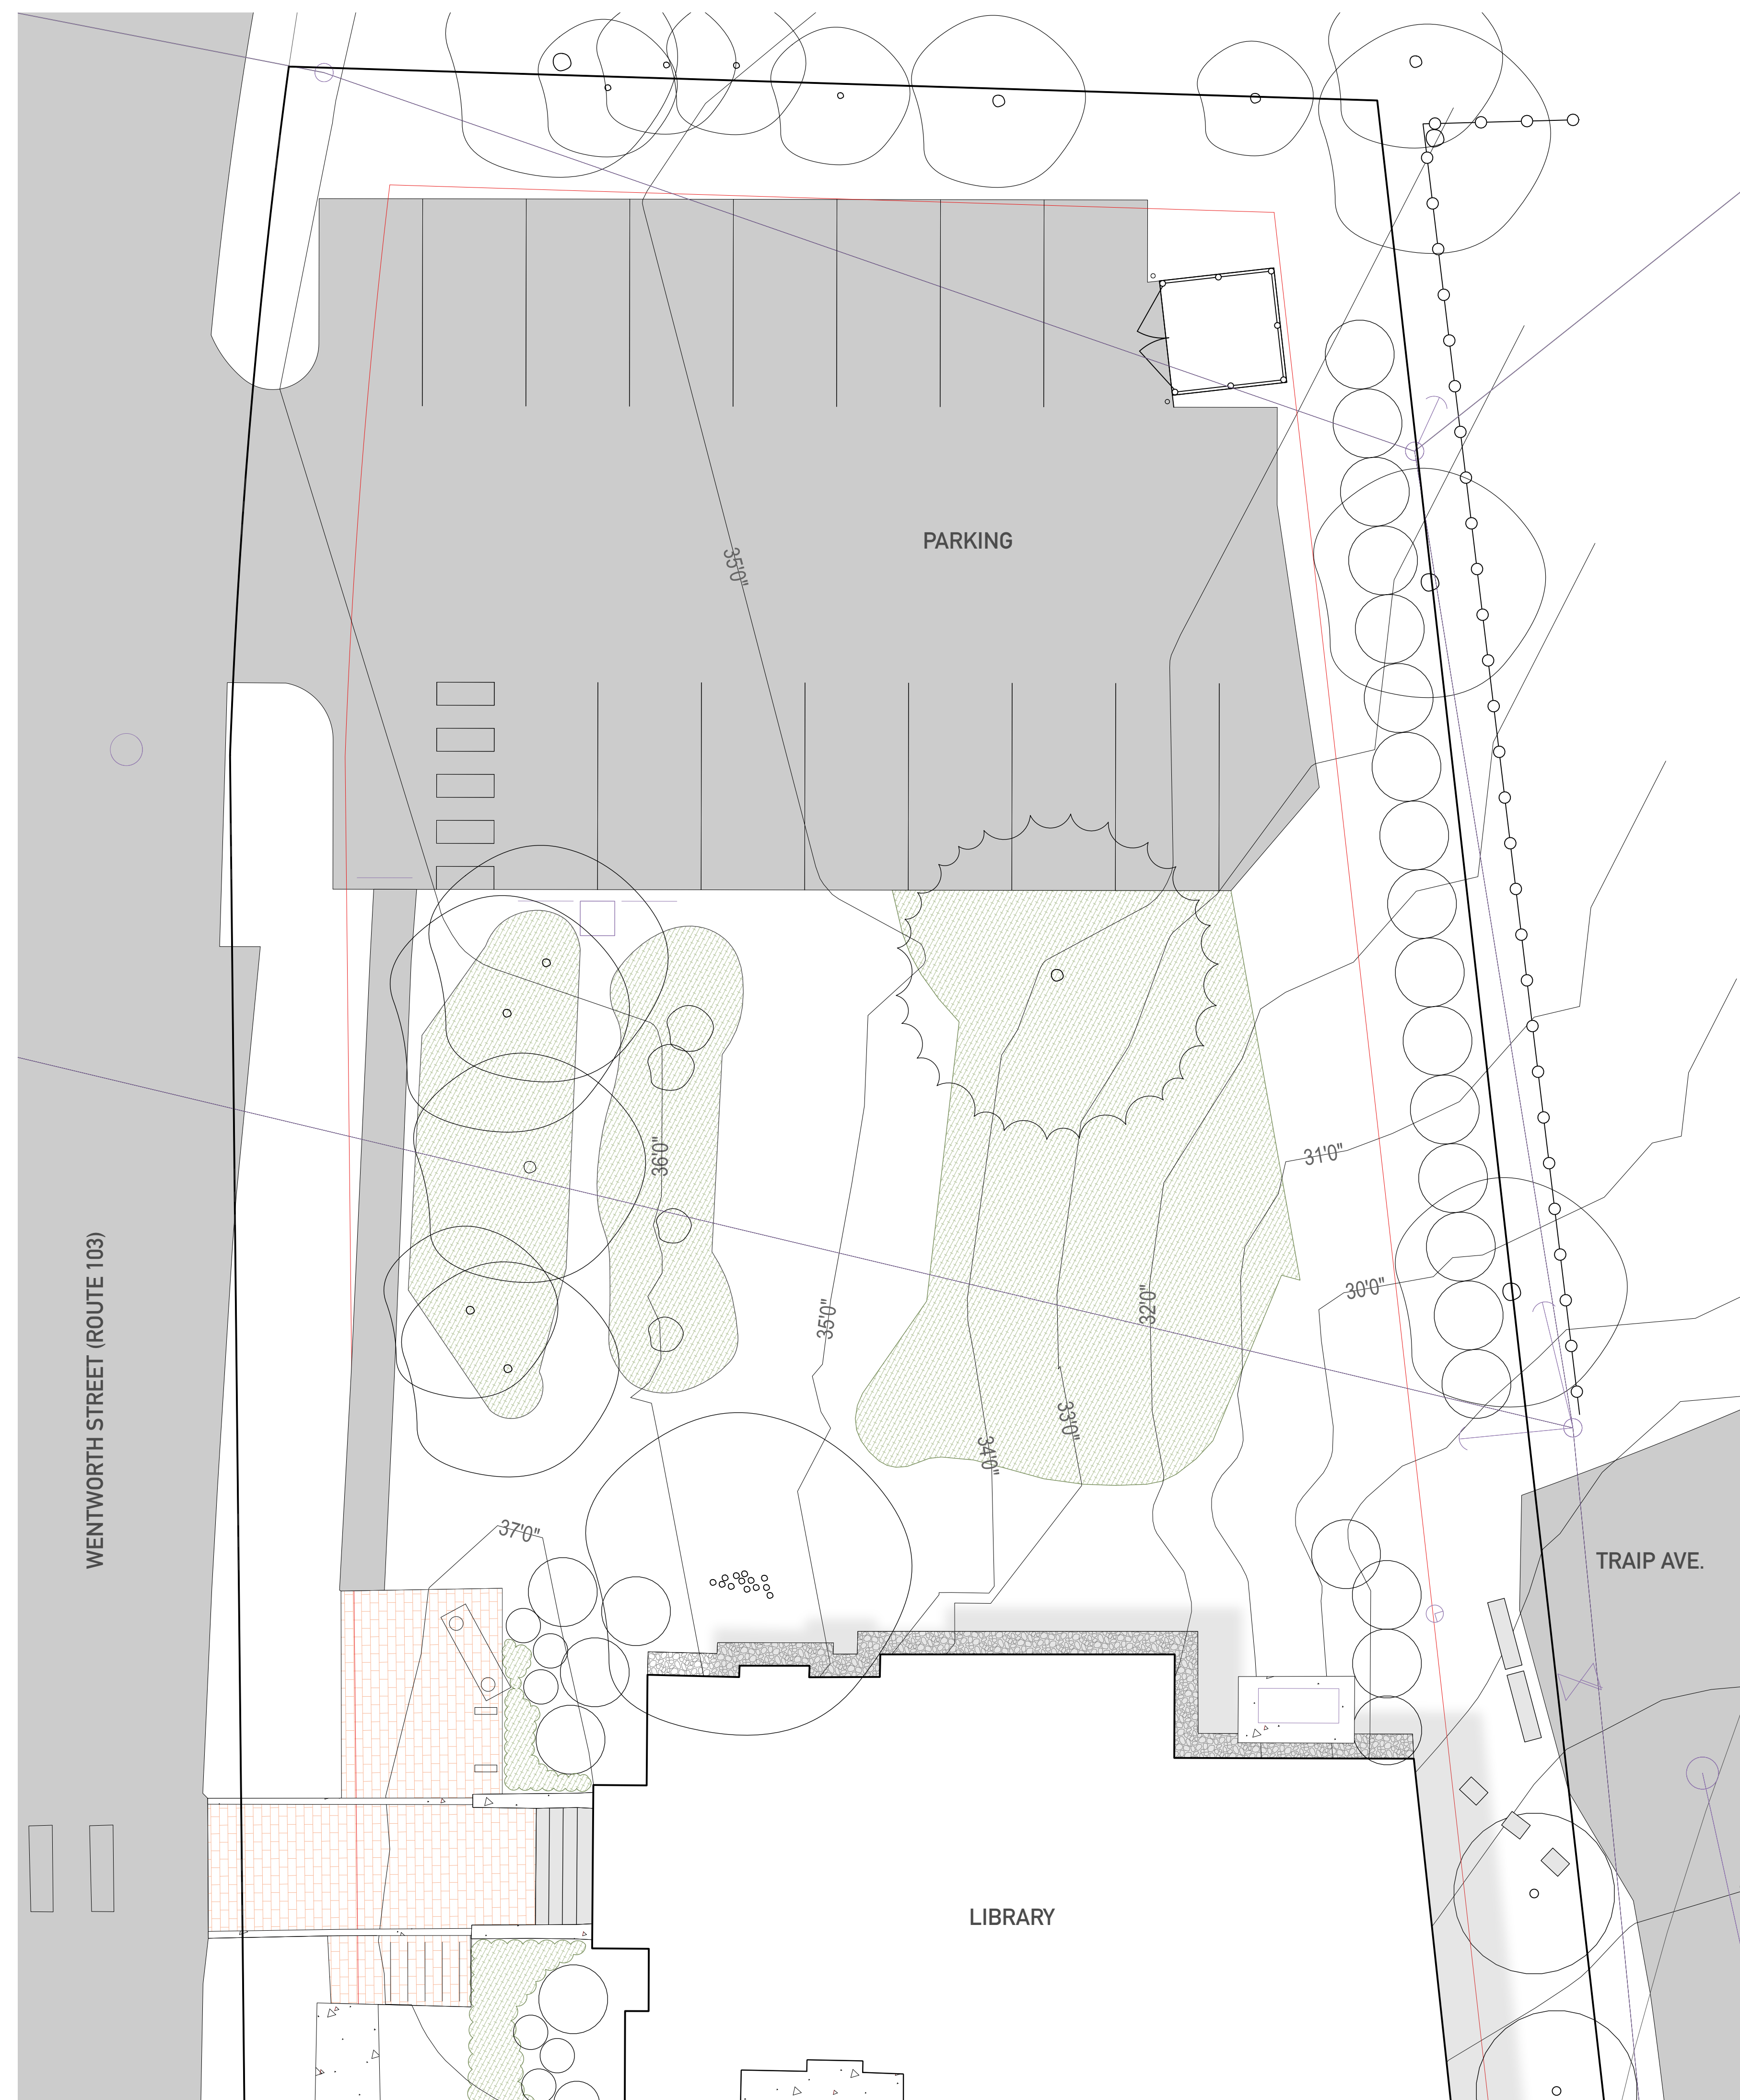 PARKING
35'0"
36'0"
31'0"
30'0"
32'0"
35'0"
33'0"
34'0"
WENTWORTH STREET (ROUTE 103)
37'0"
TRAIP AVE.
LIBRARY